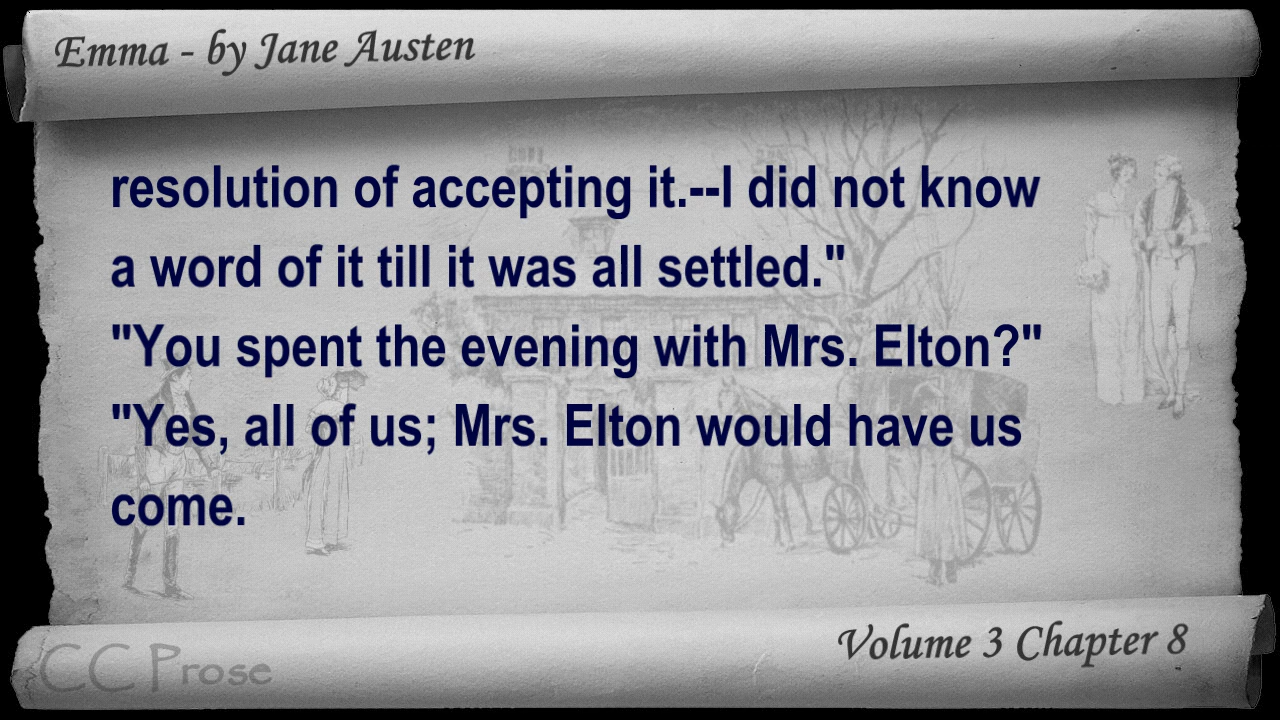 Emma - by Jane Austen
resolution of accepting it.--I did not know
a word of it till it was all settled."
"You spent the evening with Mrs. Elton?"
"Yes, all of us; Mrs. Elton would have us
come.
Volume 3 Chapter 8
CC Prose